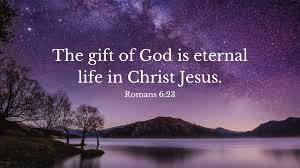 The gift of God is eternal
life in Christ Jesus.
Romans 6:23